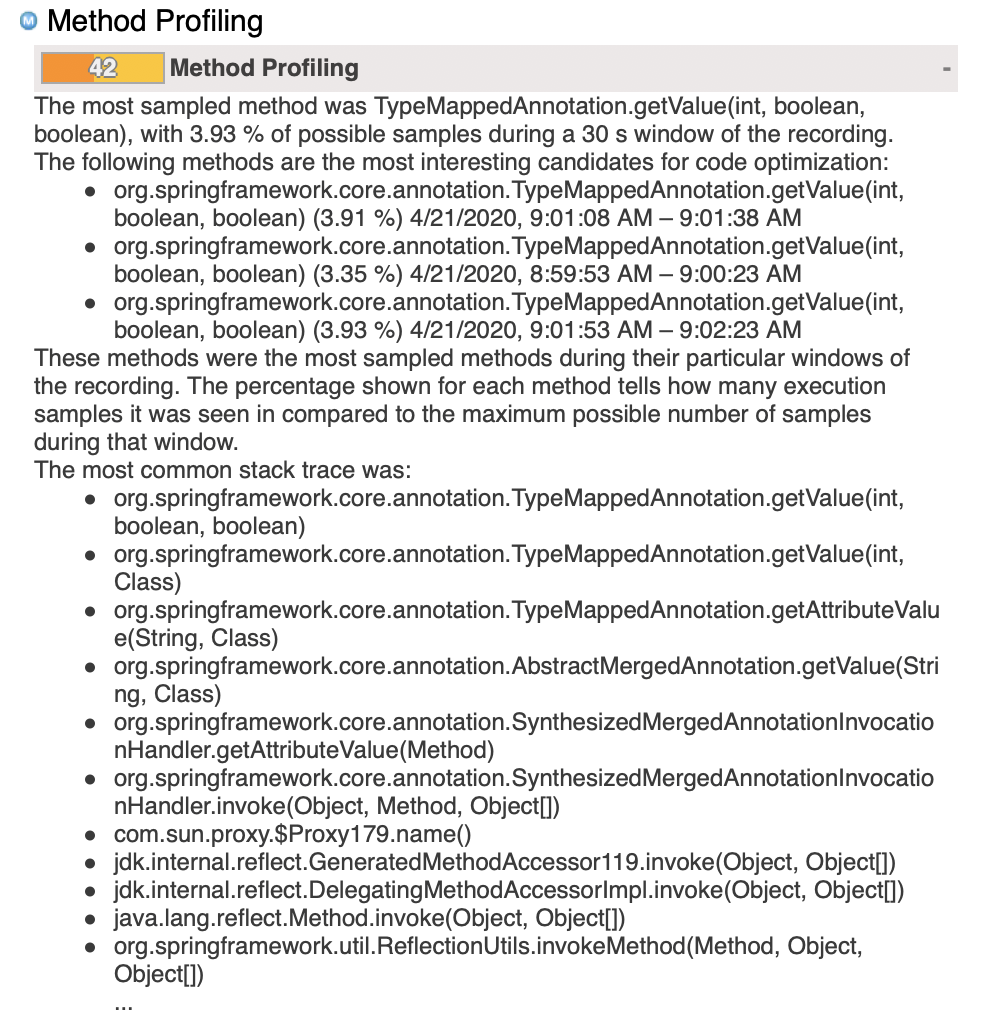 M Method Profiling
42 Method Profiling -
The most sampled method was TypeMappedAnnotation.getValue(int, boolean,
boolean), with 3.93 % of possible samples during a 30 s window of the recording.
The following methods are the most interesting candidates for code optimization:
• org.springframework.core.annotation.TypeMappedAnnotation.getValue(int,
boolean, boolean) (3.91 %) 4/21/2020, 9:01:08 AM – 9:01:38 AM
• org.springframework.core.annotation.TypeMappedAnnotation.getValue(int,
boolean, boolean) (3.35 %) 4/21/2020, 8:59:53 AM – 9:00:23 AM
• org.springframework.core.annotation.TypeMappedAnnotation.getValue(int,
boolean, boolean) (3.93 %) 4/21/2020, 9:01:53 AM – 9:02:23 AM
These methods were the most sampled methods during their particular windows of
the recording. The percentage shown for each method tells how many execution
samples it was seen in compared to the maximum possible number of samples
during that window.
The most common stack trace was:
• org.springframework.core.annotation.TypeMappedAnnotation.getValue(int,
boolean, boolean)
• org.springframework.core.annotation.TypeMappedAnnotation.getValue(int,
Class)
• org.springframework.core.annotation.TypeMappedAnnotation.getAttributeValu
e(String, Class)
• org.springframework.core.annotation.AbstractMergedAnnotation.getValue(Stri
ng, Class)
• org.springframework.core.annotation.SynthesizedMergedAnnotationInvocatio
nHandler.getAttributeValue(Method)
• org.springframework.core.annotation.SynthesizedMergedAnnotationInvocatio
nHandler.invoke(Object, Method, Object[])
• com.sun.proxy.$Proxy179.name()
• jdk.internal.reflect.GeneratedMethodAccessor119.invoke(Object, Object[])
• jdk.internal.reflect.DelegatingMethodAccessorImpl.invoke(Object, Object[])
• java.lang.reflect.Method.invoke(Object, Object[])
• org.springframework.util.ReflectionUtils.invokeMethod(Method, Object,
Object[])
...